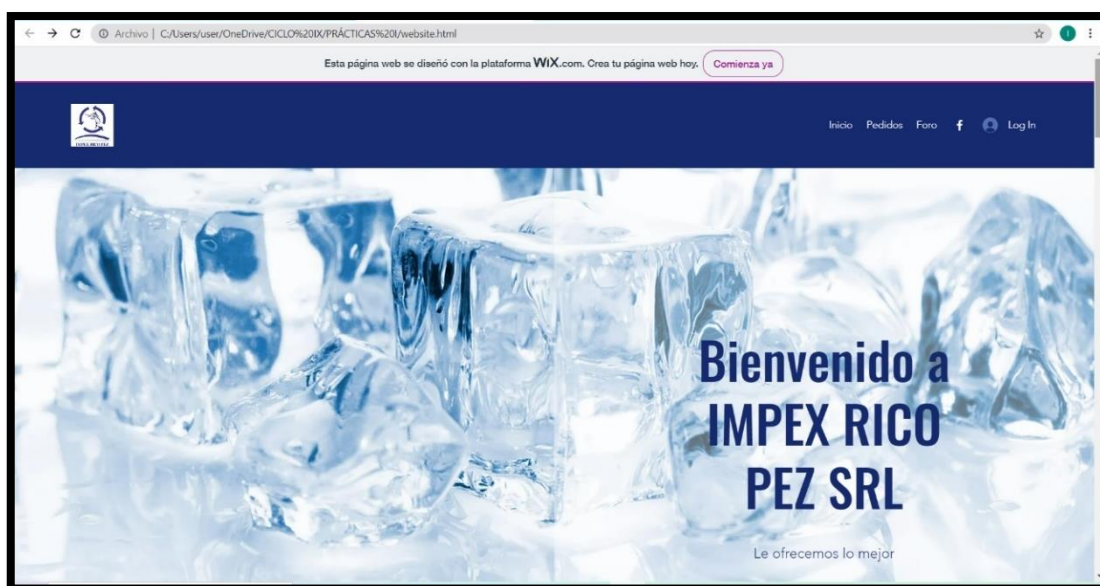 Archivo | C:/Users/user/OneDrive/CICLO%20IX/PRÁCTICAS%20I/website.html
Esta página web se diseñó con la plataforma WiX.com. Crea tu página web hoy. Comienza ya
Inicio Pedidos Foro f Log In
Bienvenido a
IMPEX RICO
PEZ SRL
Le ofrecemos lo mejor